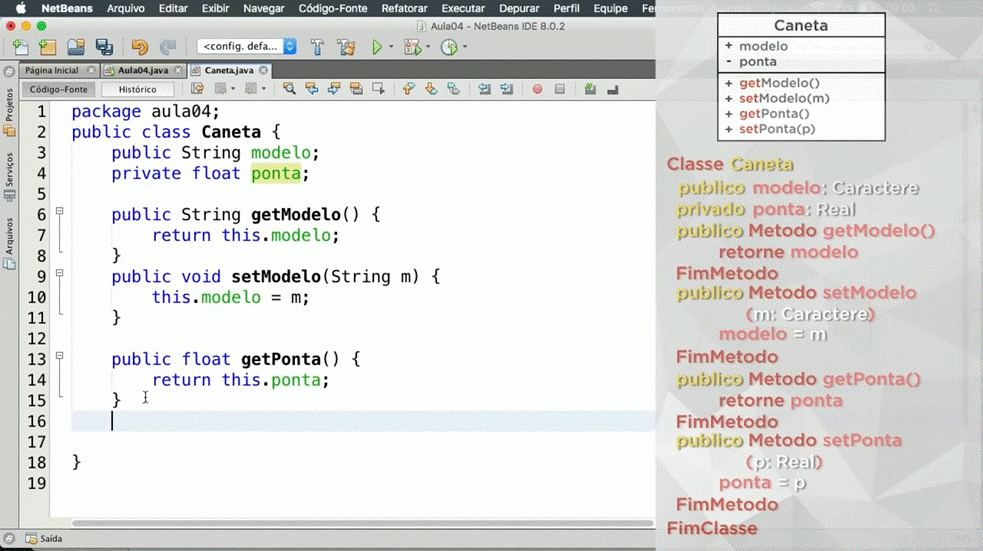 NetBeans Arquivo Editar Exibir Navegar Código-Fonte Refatorar Executar Depurar Perfil Equipe
Aula04 - NetBeans IDE 8.0.2
<config. defa...
Página Inicial Aula04.java Caneta.java
Código-Fonte Histórico
Projetos
Serviços
Arquivos
1 package aula04;
2 public class Caneta {
3 public String modelo;
4 private float ponta;
5
6 public String getModelo() {
7 return this.modelo;
8 }
9 public void setModelo(String m) {
10 this.modelo = m;
11 }
12
13 public float getPonta() {
14 return this.ponta;
15 }
16
17
18 }
19
Saída
Caneta
+ modelo
- ponta
+ getModelo()
+ setModelo(m)
+ getPonta()
+ setPonta(p)
Classe Caneta
publico modelo: Caractere
privado ponta: Real
publico Metodo getModelo()
retorne modelo
FimMetodo
publico Metodo setModelo
(m: Caractere)
modelo = m
FimMetodo
publico Metodo getPonta()
retorne ponta
FimMetodo
publico Metodo setPonta
(p: Real)
ponta = p
FimMetodo
FimClasse
INS